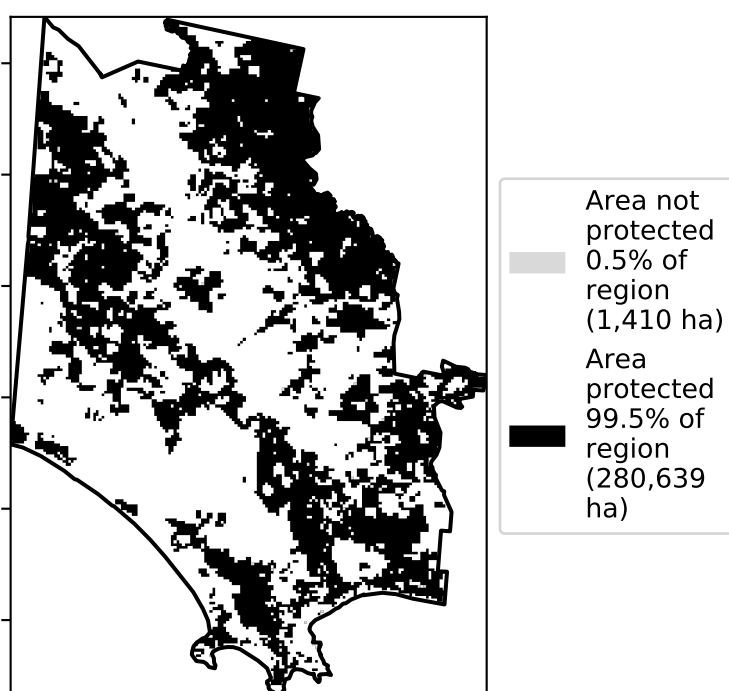 Area not
protected
0.5% of
region
(1,410 ha)
Area
protected
99.5% of
region
(280,639
ha)